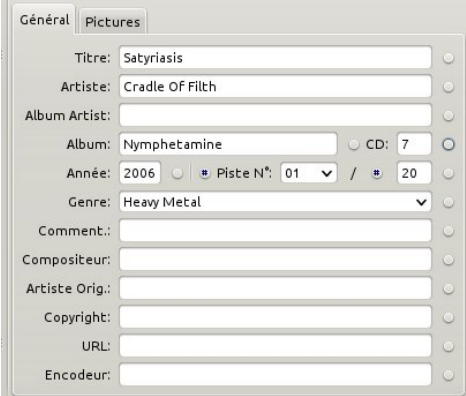 Général Pictures
Titre: Satyriasis
Artiste: Cradle Of Filth
Album Artist:
Album: Nymphetamine CD: 7
Année: 2006 # Piste N°: 01 / # 20
Genre: Heavy Metal
Comment.:
Compositeur:
Artiste Orig.:
Copyright:
URL:
Encodeur: